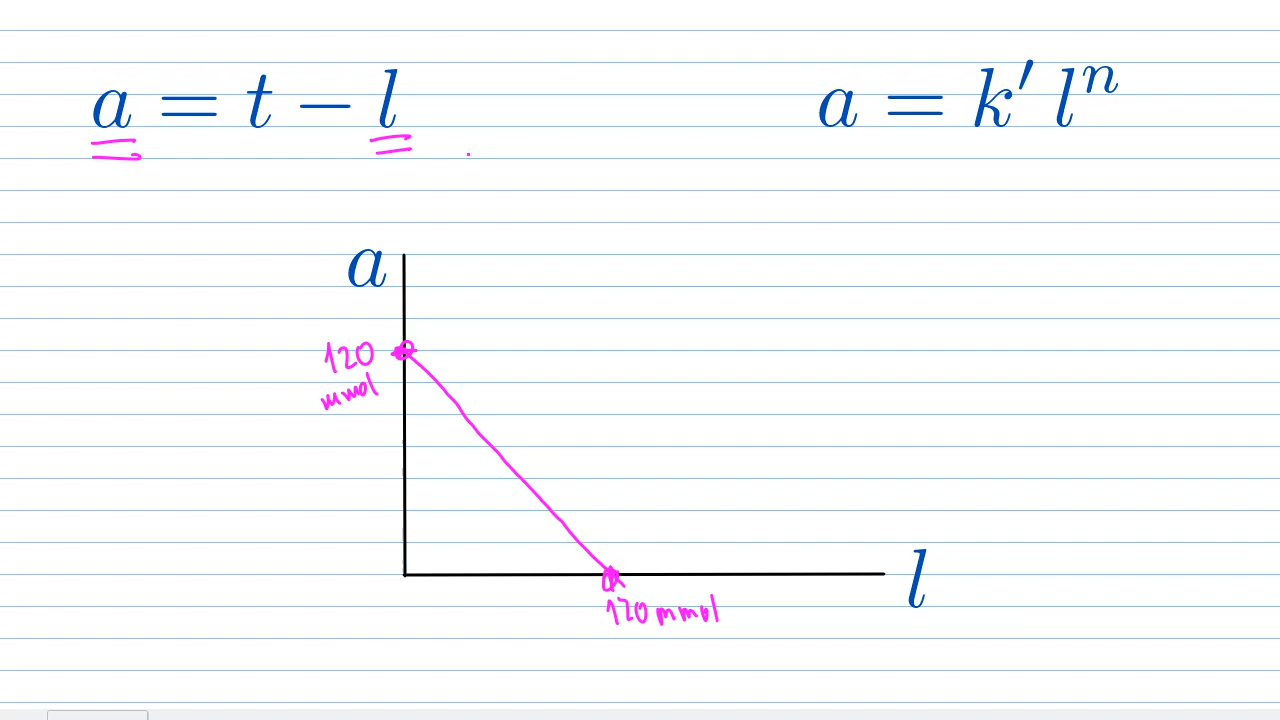 a = t − l
a = k′ lⁿ
a
120
mmol
l
120 mmol